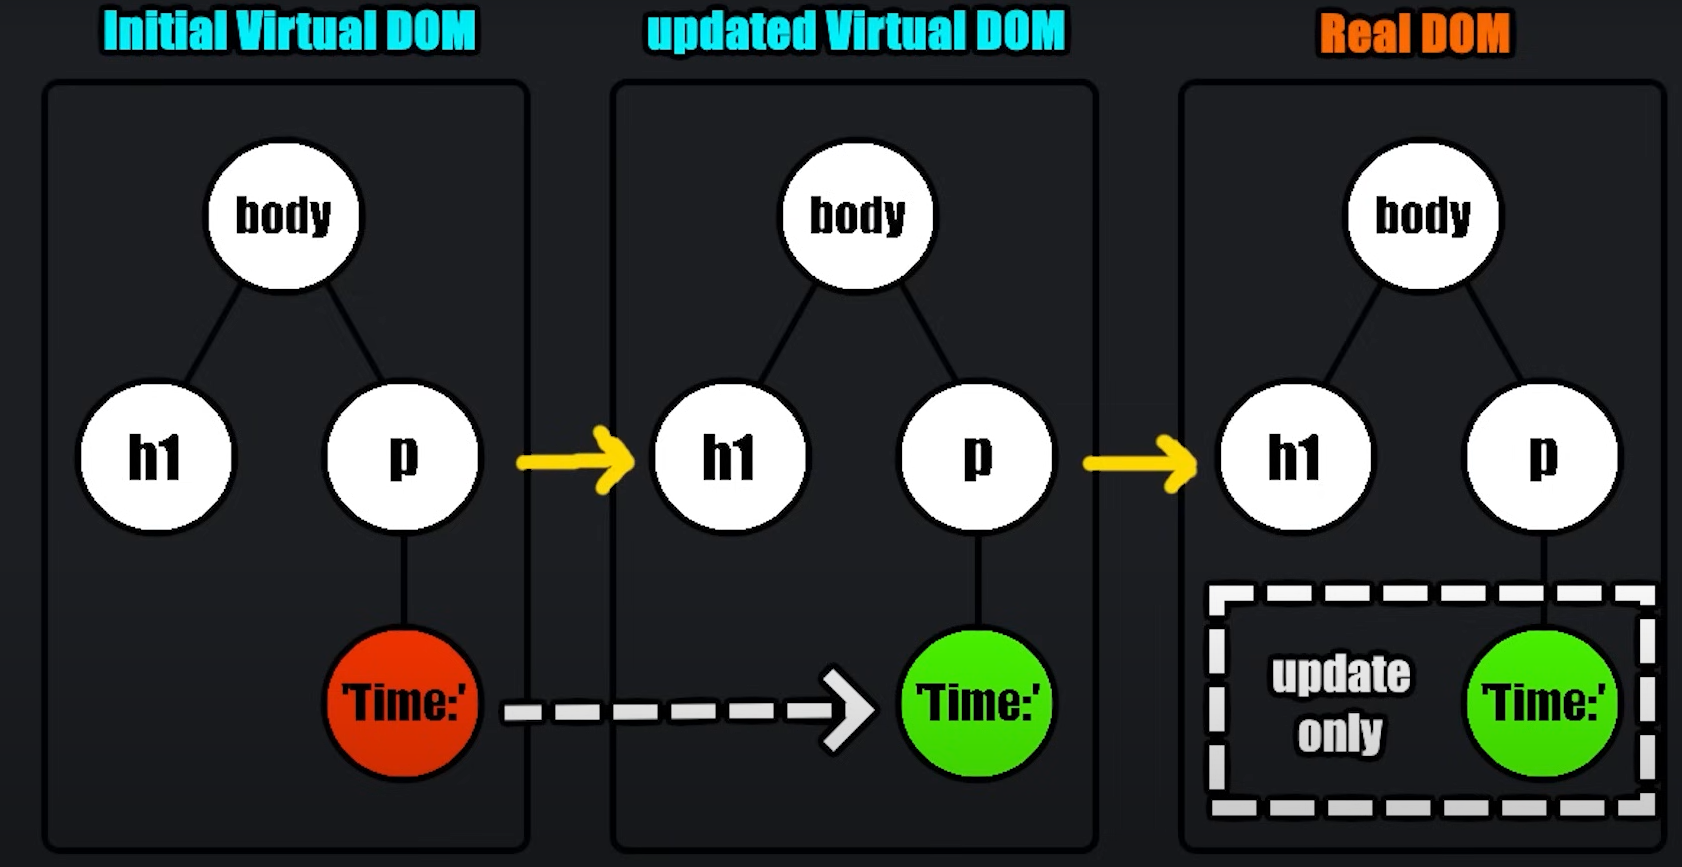 Initial Virtual DOM
updated Virtual DOM
Real DOM
body
h1
p
'Time:'
body
h1
p
'Time:'
body
h1
p
update
only
'Time:'